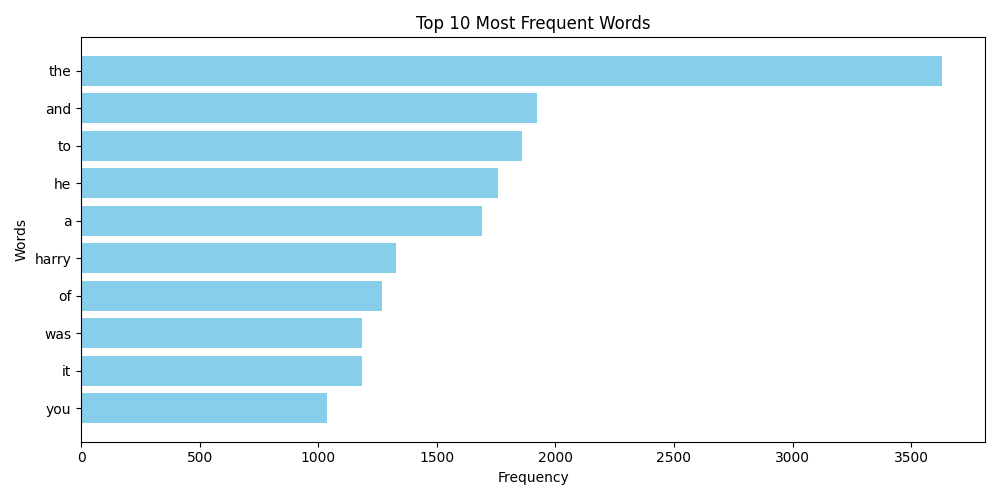 Top 10 Most Frequent Words
Words
the
and
to
he
a
harry
of
was
it
you
0 500 1000 1500 2000 2500 3000 3500
Frequency